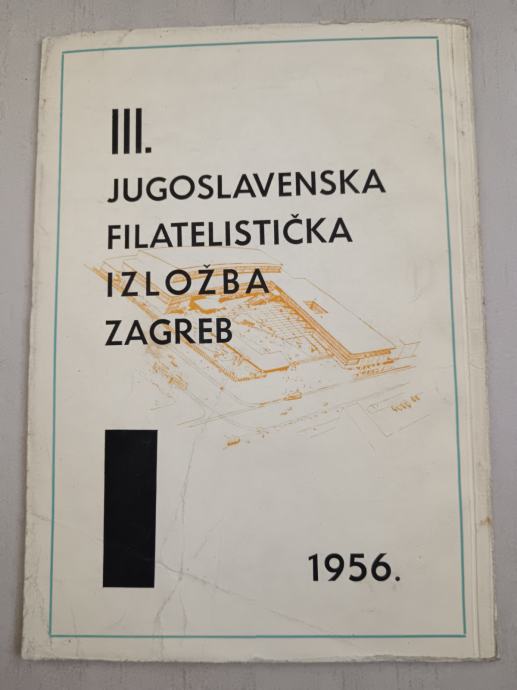 III.
JUGOSLAVENSKA
FILATELISTIČKA
IZLOŽBA
ZAGREB
1956.